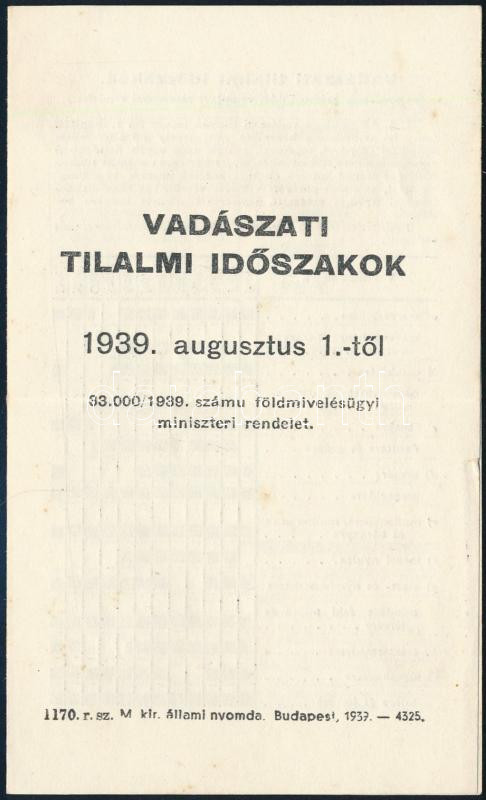 VADÁSZATI
TILALMI IDŐSZAKOK
1939. augusztus 1.-től
83.000/1939. számu földmivelésügyi
miniszteri rendelet.
1170. r. sz. M. kir. állami nyomda. Budapest, 1939. — 4325.